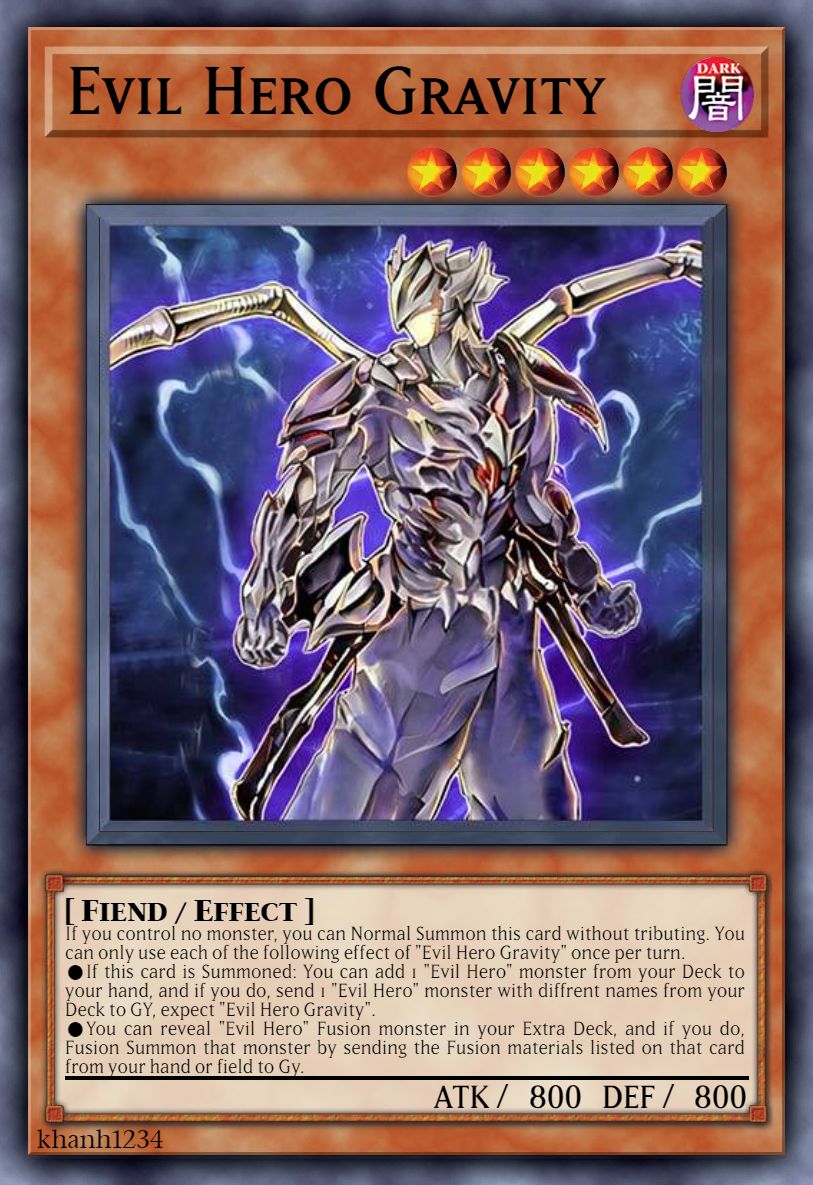 Evil Hero Gravity
DARK
闇
[ Fiend / Effect ]
If you control no monster, you can Normal Summon this card without tributing. You
can only use each of the following effect of "Evil Hero Gravity" once per turn.
●If this card is Summoned: You can add 1 "Evil Hero" monster from your Deck to
your hand, and if you do, send 1 "Evil Hero" monster with diffrent names from your
Deck to GY, expect "Evil Hero Gravity".
●You can reveal "Evil Hero" Fusion monster in your Extra Deck, and if you do,
Fusion Summon that monster by sending the Fusion materials listed on that card
from your hand or field to Gy.
ATK / 800 DEF / 800
khanh1234